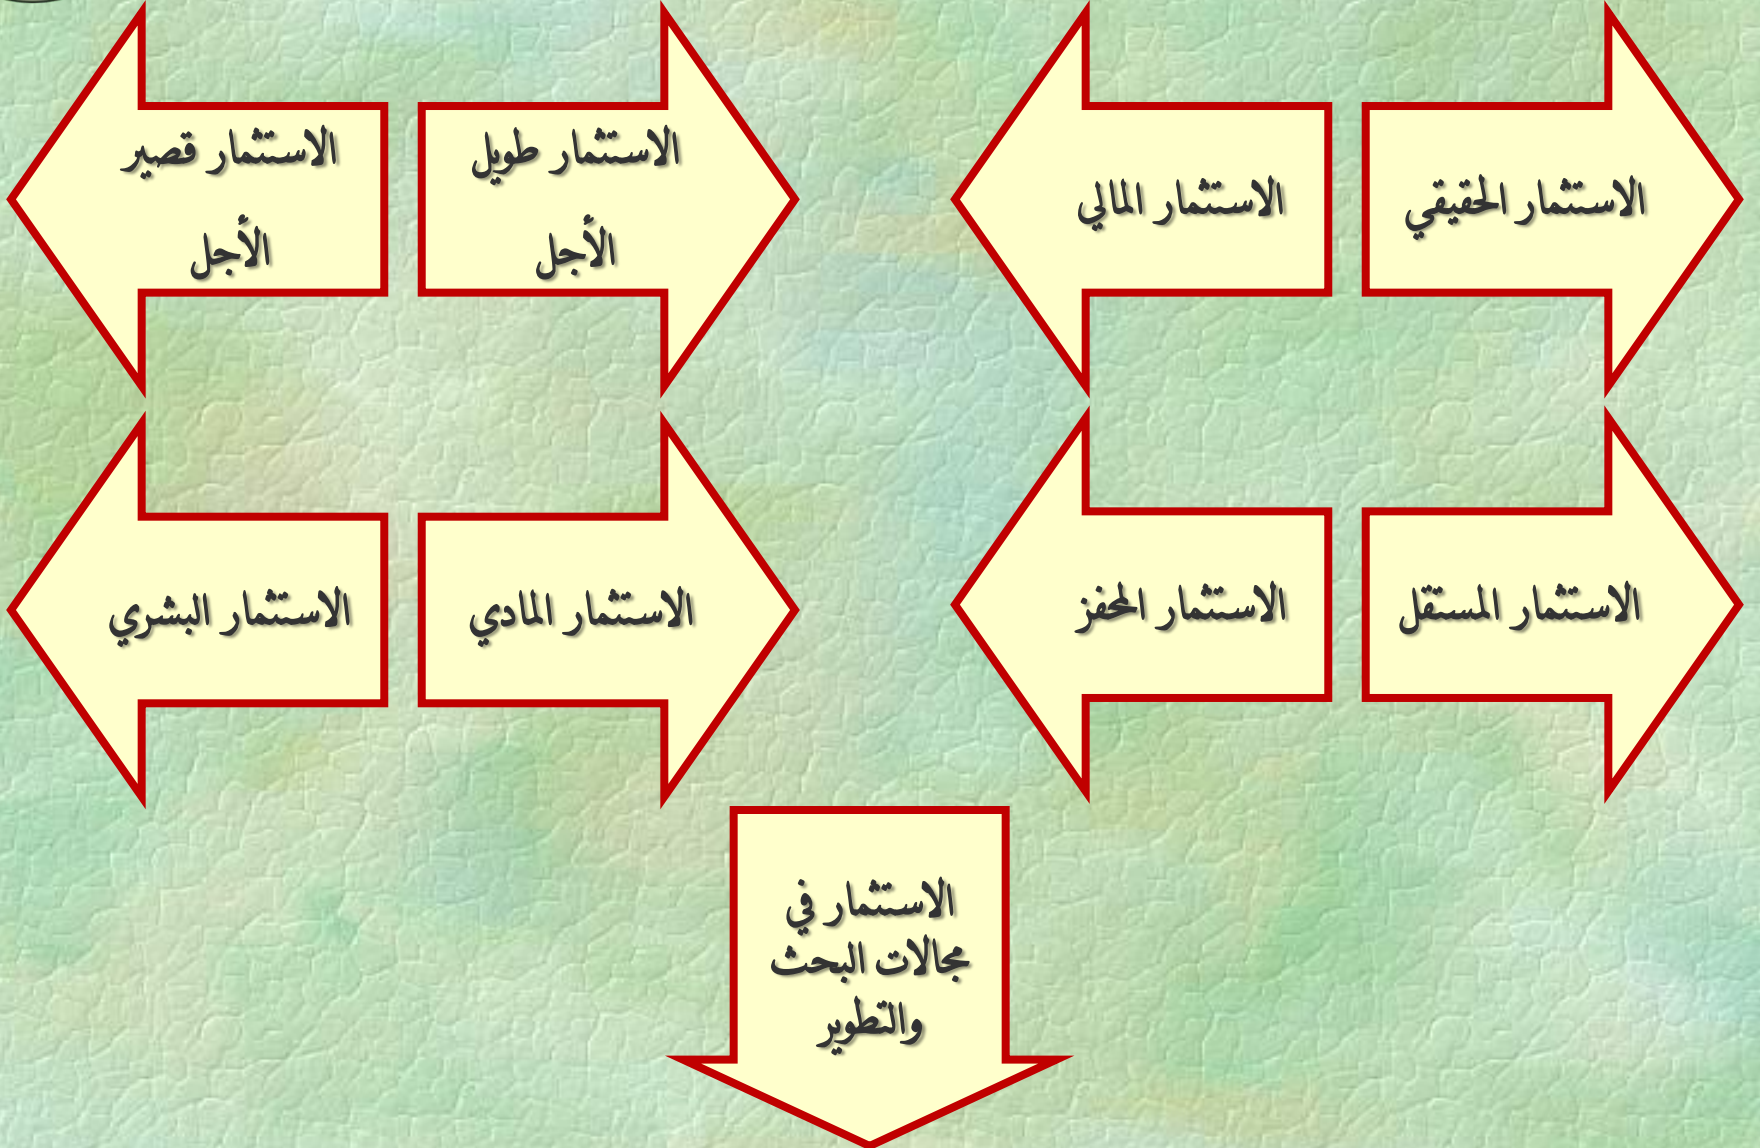 الاستثمار الحقيقي
الاستثمار المالي
الاستثمار طويل
الأجل
الاستثمار قصير
الأجل
الاستثمار المستقل
الاستثمار المحفز
الاستثمار المادي
الاستثمار البشري
الاستثمار في
مجالات البحث
والتطوير